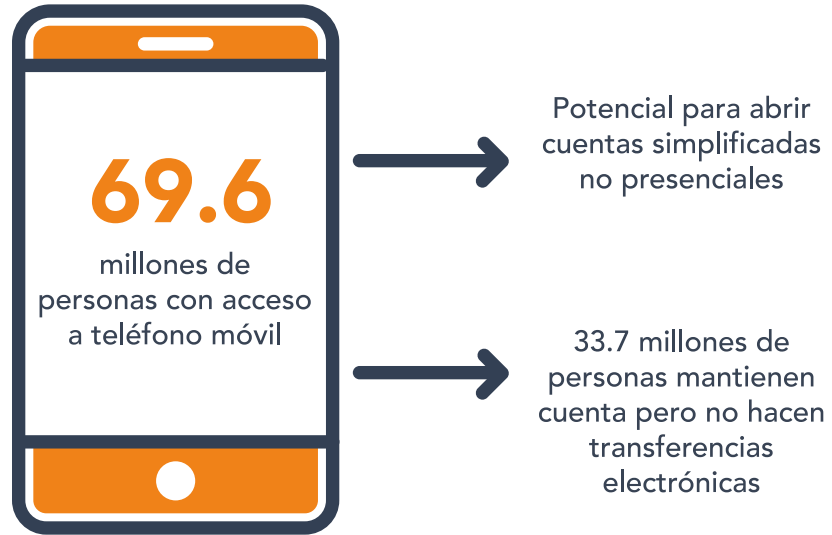 69.6
millones de
personas con acceso
a teléfono móvil
Potencial para abrir
cuentas simplificadas
no presenciales
33.7 millones de
personas mantienen
cuenta pero no hacen
transferencias
electrónicas